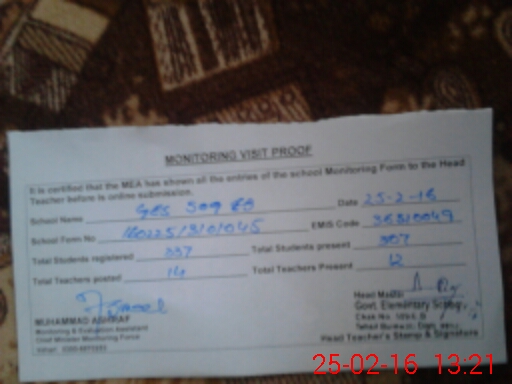 MONITORING VISIT PROOF
It is certified that the MEA has shown all the entries of the school Monitoring Form to the Head
Teacher before is online submission.
School Name GES 509 EB Date 25-2-16
School Form No EMIS Code
Total Students registered 337 Total Students present 307
Total Teachers posted 14 Total Teachers Present 12
Head Master
Govt. Elementary School
MUHAMMAD ASHRAF
Monitoring & Evaluation Assistant
Chief Minister Monitoring Force
Head Teacher's Stamp & Signature
25-02-16 13:21